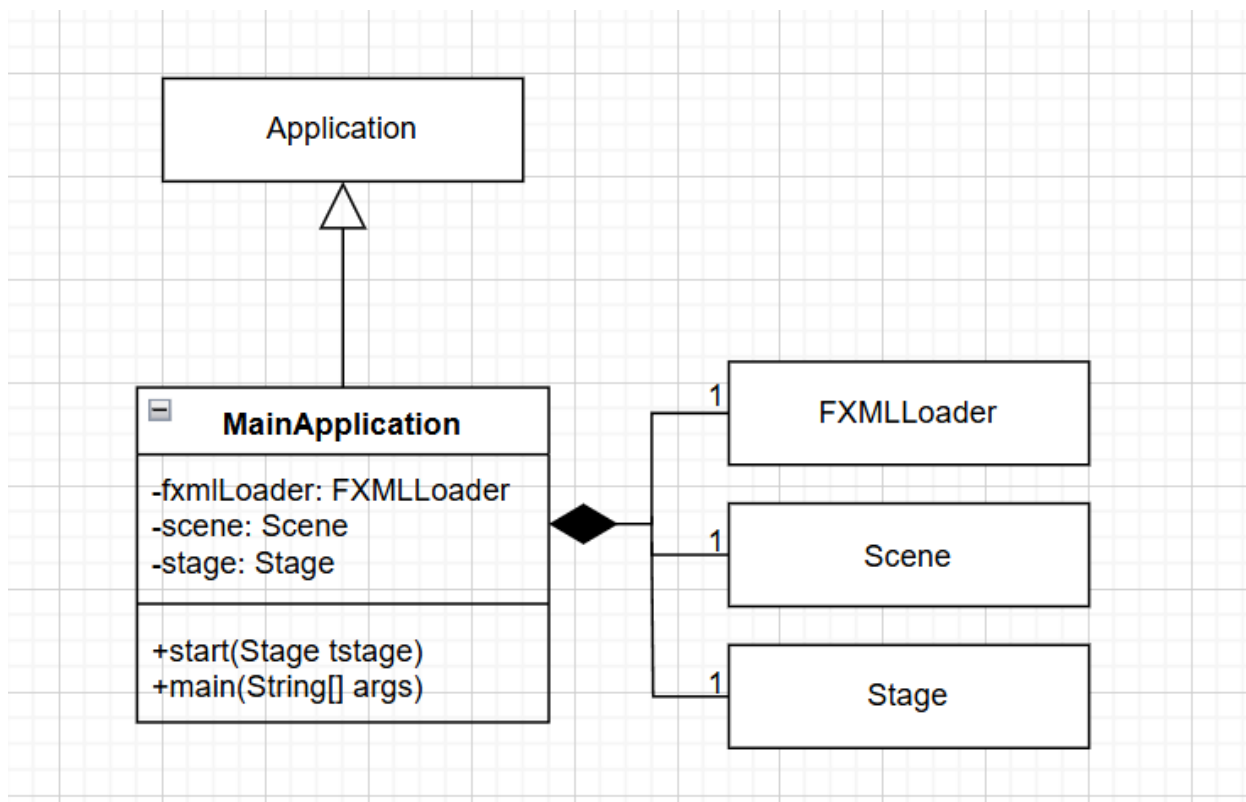 Application
MainApplication
-fxmlLoader: FXMLLoader
-scene: Scene
-stage: Stage
+start(Stage tstage)
+main(String[] args)
1
FXMLLoader
1
Scene
1
Stage